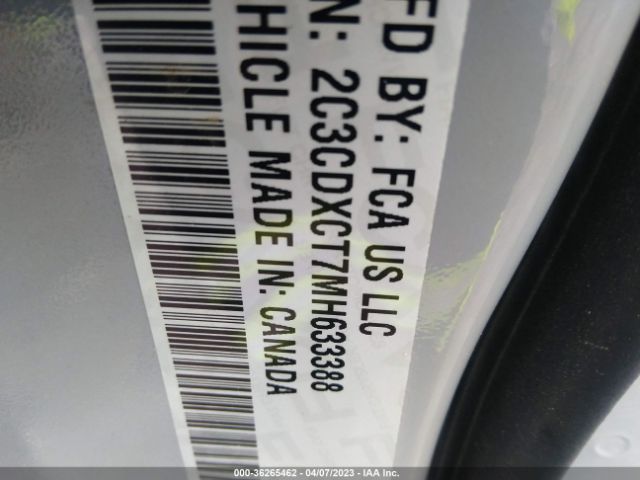 FD BY: FCA US LLC
N: 2C3CDXCT7MH633388
HICLE MADE IN: CANADA
000-36265462 - 04/07/2023 - IAA Inc.